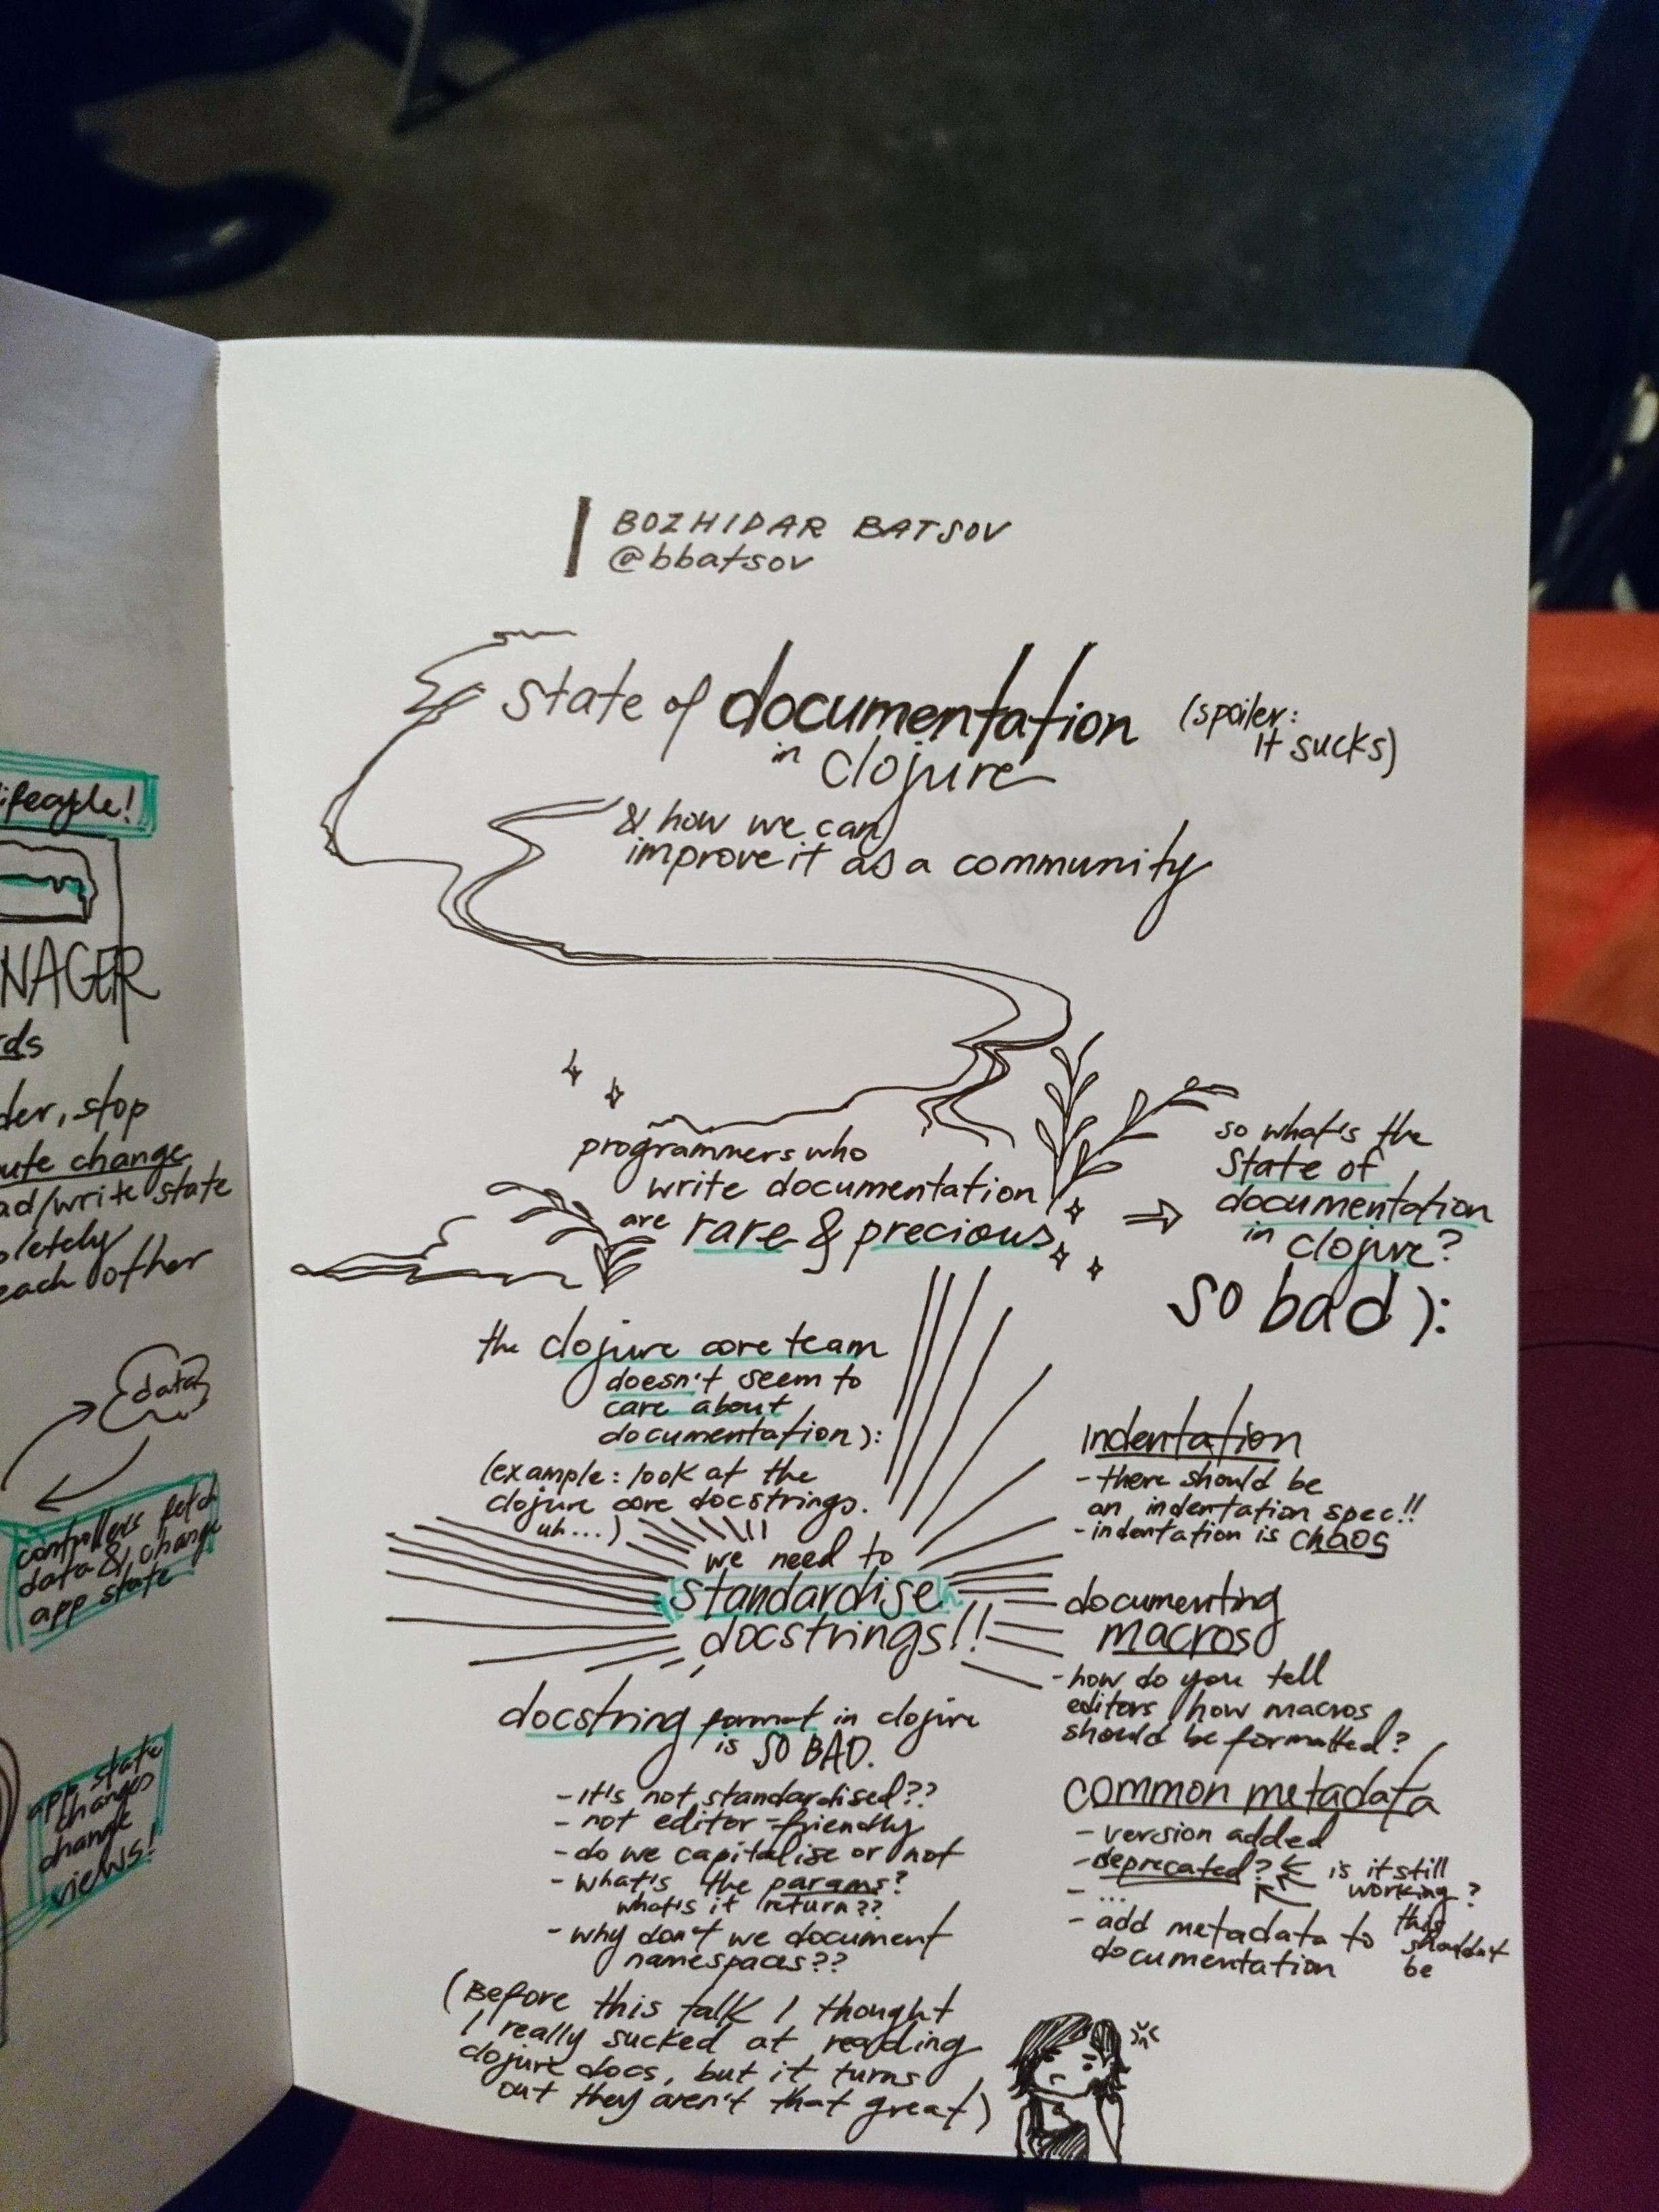 ifecycle!
NAGER
rds
der, stop
ute change
ad/write state
pletely
each other
data
controllers fetch
data & change
app state
app state
changes
change
views!
BOZHIDAR BATSOV
@bbatsov
state of documentation
(spoiler:
it sucks)
in clojure
& how we can
improve it as a community
programmers who
write documentation
are rare & precious
⇒
so what's the
state of
documentation
in clojure?
so bad ):
the clojure core team
doesn't seem to
care about
documentation ):
(example: look at the
clojure core docstrings.
uh...)
we need to
standardise
docstrings!!
docstring format in clojure
is SO BAD.
- it's not standardised??
- not editor-friendly
- do we capitalise or not
- what's the params?
what's it return??
- why don't we document
namespaces??
(Before this talk I thought
I really sucked at reading
clojure docs, but it turns
out they aren't that great)
indentation
- there should be
an indentation spec!!
- indentation is chaos
documenting
macros
- how do you tell
editors how macros
should be formatted?
common metadata
- version added
- deprecated? ← is it still
working?
- ...
- add metadata to
documentation
this
shouldn't
be